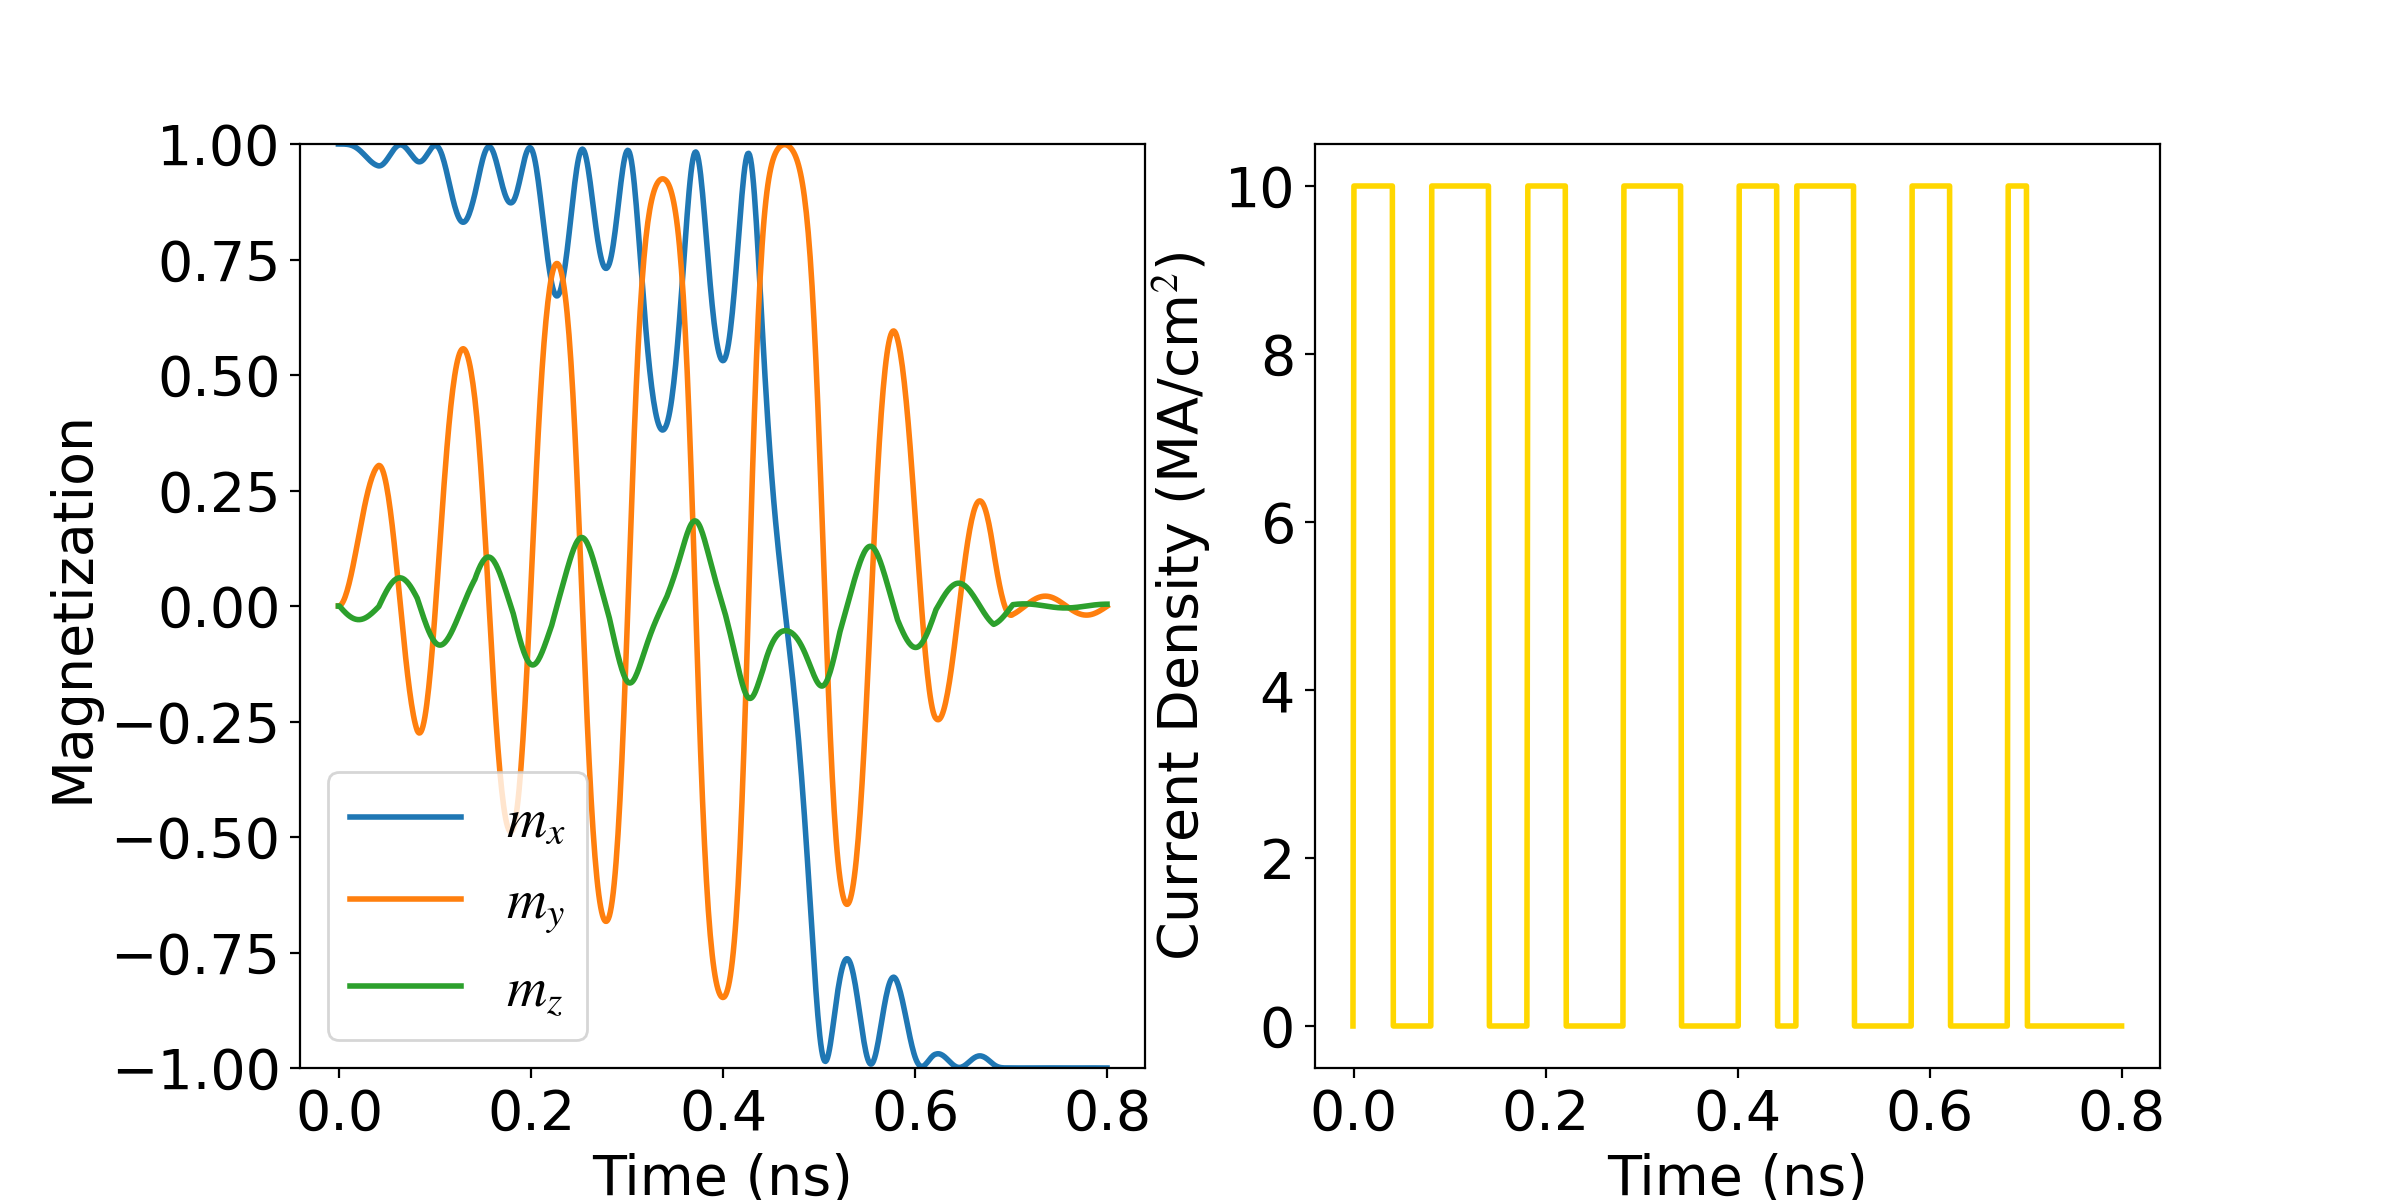 1.00
0.75
0.50
0.25
0.00
−0.25
−0.50
−0.75
−1.00
Magnetization
m_x
m_y
m_z
0.0 0.2 0.4 0.6 0.8
Time (ns)
10
8
6
4
2
0
Current Density (MA/cm²)
0.0 0.2 0.4 0.6 0.8
Time (ns)